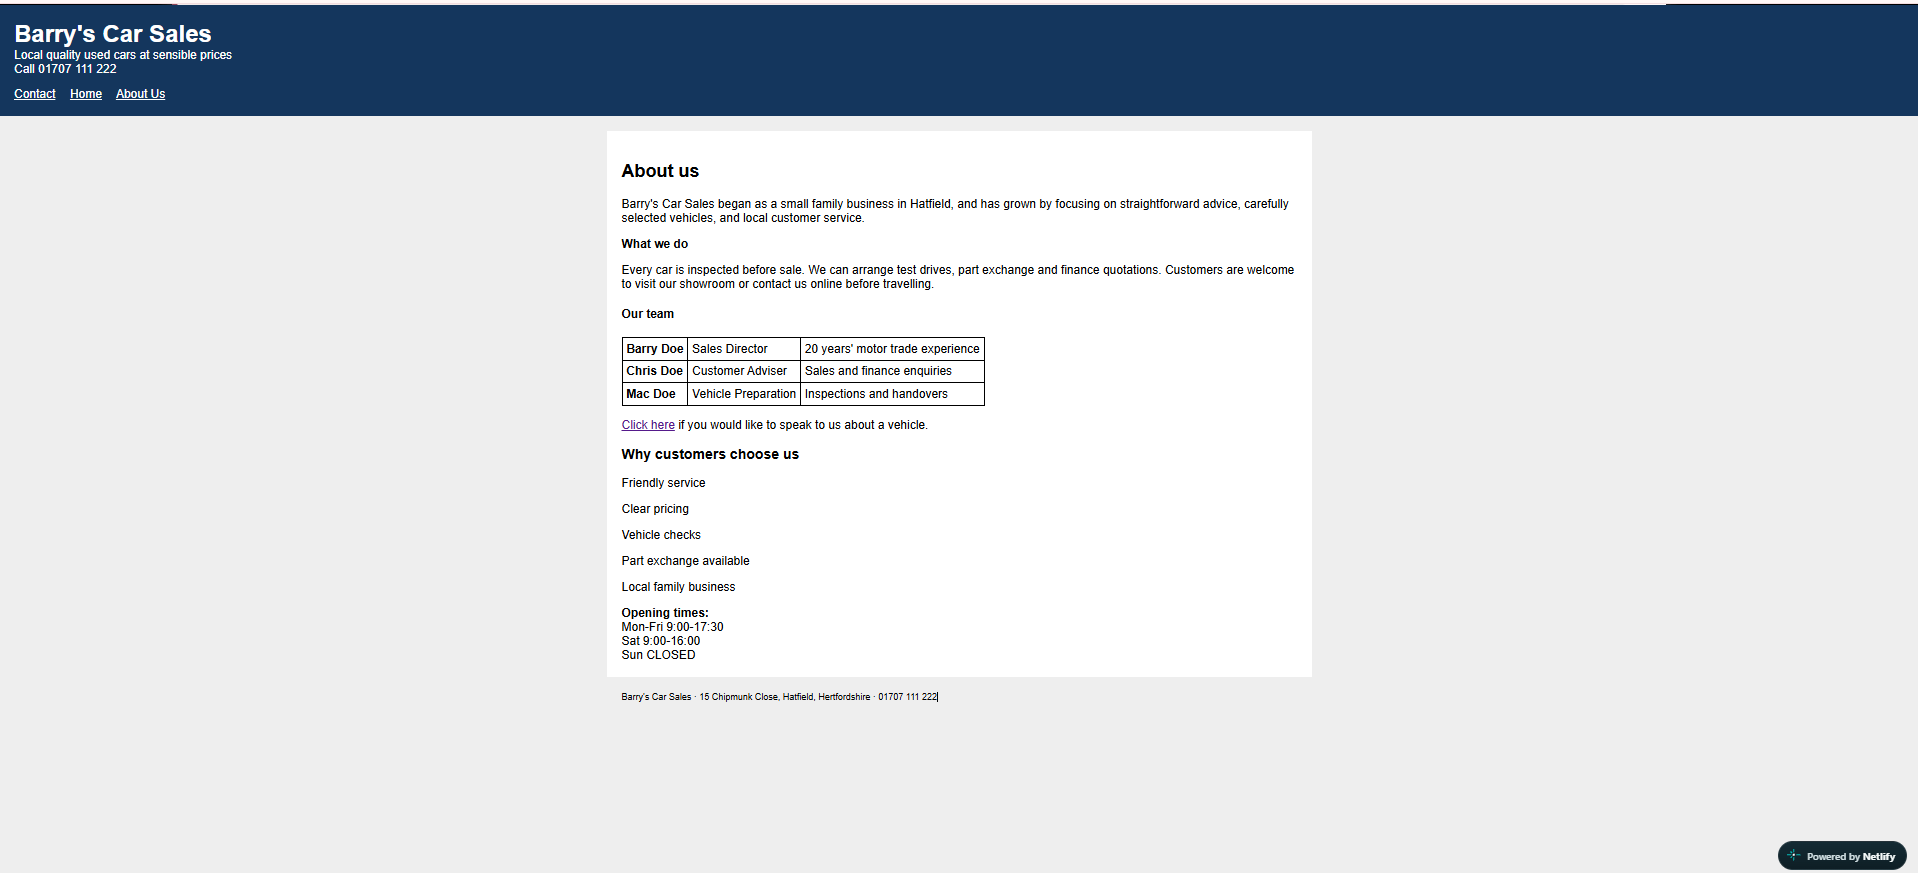 Barry's Car Sales
Local quality used cars at sensible prices
Call 01707 111 222
Contact Home About Us
About us
Barry's Car Sales began as a small family business in Hatfield, and has grown by focusing on straightforward advice, carefully
selected vehicles, and local customer service.
What we do
Every car is inspected before sale. We can arrange test drives, part exchange and finance quotations. Customers are welcome
to visit our showroom or contact us online before travelling.
Our team
Barry Doe Sales Director 20 years' motor trade experience
Chris Doe Customer Adviser Sales and finance enquiries
Mac Doe Vehicle Preparation Inspections and handovers
Click here if you would like to speak to us about a vehicle.
Why customers choose us
Friendly service
Clear pricing
Vehicle checks
Part exchange available
Local family business
Opening times:
Mon-Fri 9:00-17:30
Sat 9:00-16:00
Sun CLOSED
Barry's Car Sales · 15 Chipmunk Close, Hatfield, Hertfordshire · 01707 111 222
Powered by Netlify